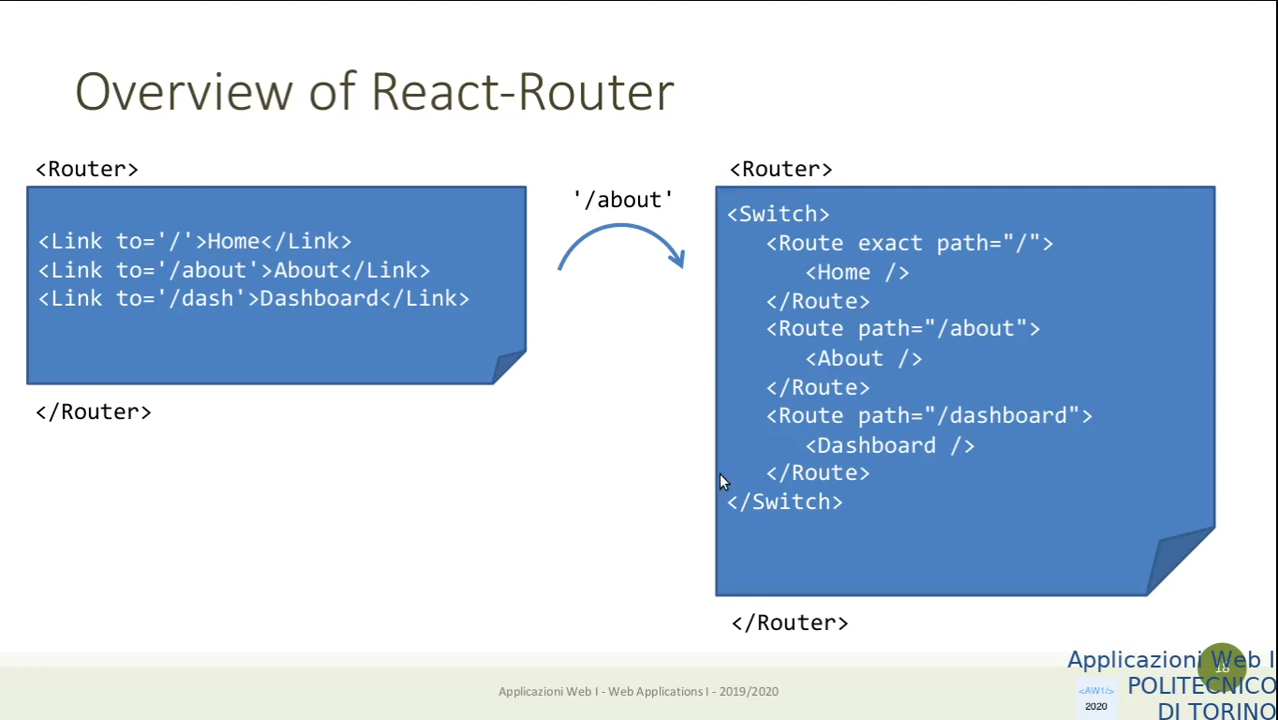 Overview of React-Router
<Router>
<Link to='/'>Home</Link>
<Link to='/about'>About</Link>
<Link to='/dash'>Dashboard</Link>
</Router>
'/about'
<Router>
<Switch>
<Route exact path="/">
<Home />
</Route>
<Route path="/about">
<About />
</Route>
<Route path="/dashboard">
<Dashboard />
</Route>
</Switch>
</Router>
Applicazioni Web I - Web Applications I - 2019/2020
Applicazioni Web I
POLITECNICO
DI TORINO
<AW1/>
2020